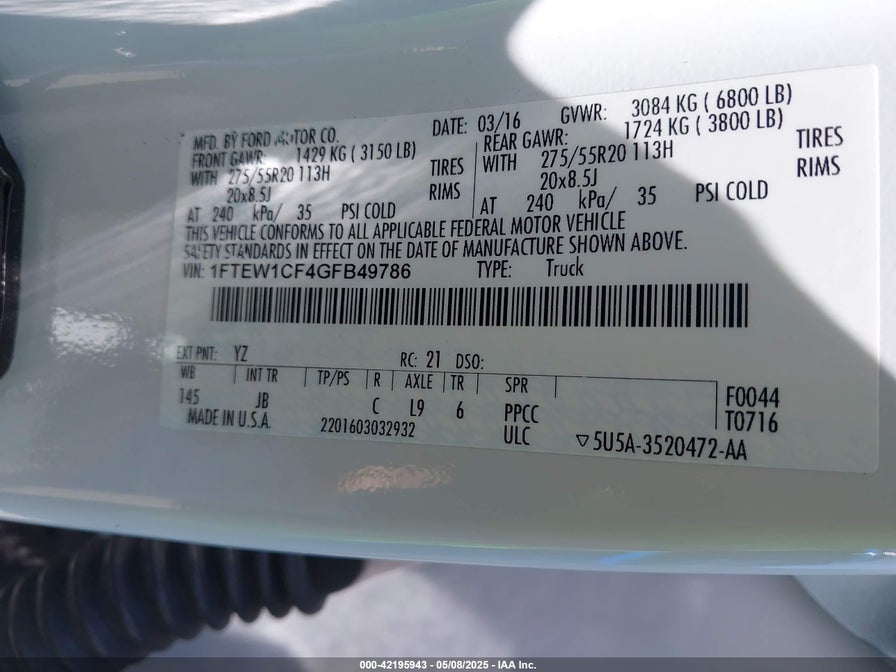 MFD. BY FORD MOTOR CO.
DATE: 03/16
GVWR: 3084 KG ( 6800 LB)
FRONT GAWR: 1429 KG ( 3150 LB)
REAR GAWR: 1724 KG ( 3800 LB)
WITH 275/55R20 113H TIRES
WITH 275/55R20 113H TIRES
20x8.5J RIMS
20x8.5J RIMS
AT 240 kPa/ 35 PSI COLD
AT 240 kPa/ 35 PSI COLD
THIS VEHICLE CONFORMS TO ALL APPLICABLE FEDERAL MOTOR VEHICLE
SAFETY STANDARDS IN EFFECT ON THE DATE OF MANUFACTURE SHOWN ABOVE.
VIN: 1FTEW1CF4GFB49786 TYPE: Truck
EXT PNT: YZ RC: 21 DSO:
WB INT TR TP/PS R AXLE TR SPR
145 JB C L9 6 PPCC
F0044
T0716
MADE IN U.S.A. 2201603032932 ULC ▽5U5A-3520472-AA
000-42195943 - 05/08/2025 - IAA Inc.